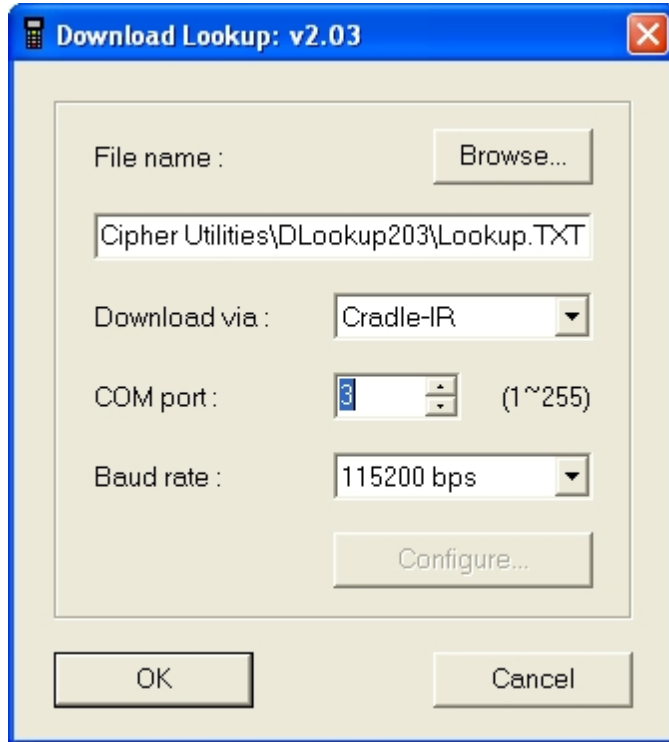 Download Lookup: v2.03
File name :
Browse...
Cipher Utilities\DLookup203\Lookup.TXT
Download via : Cradle-IR
COM port : 3 (1~255)
Baud rate : 115200 bps
Configure...
OK Cancel